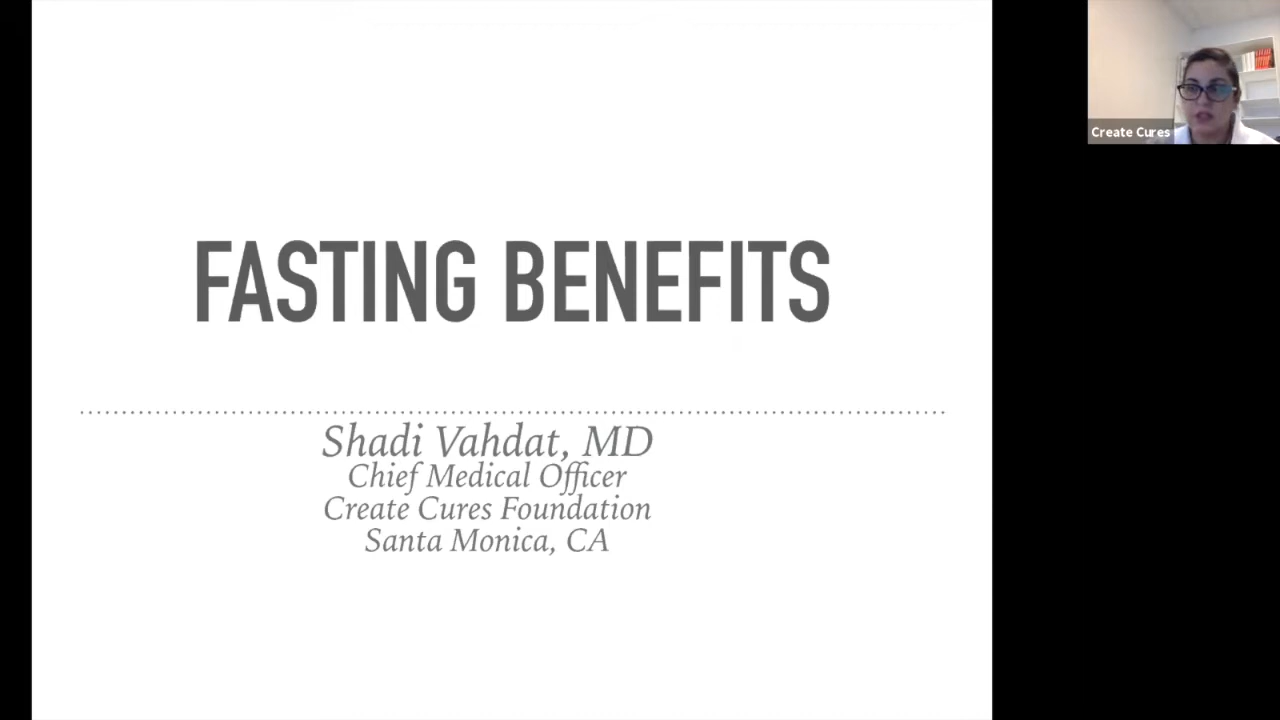 FASTING BENEFITS
Shadi Vahdat, MD
Chief Medical Officer
Create Cures Foundation
Santa Monica, CA
Create Cures